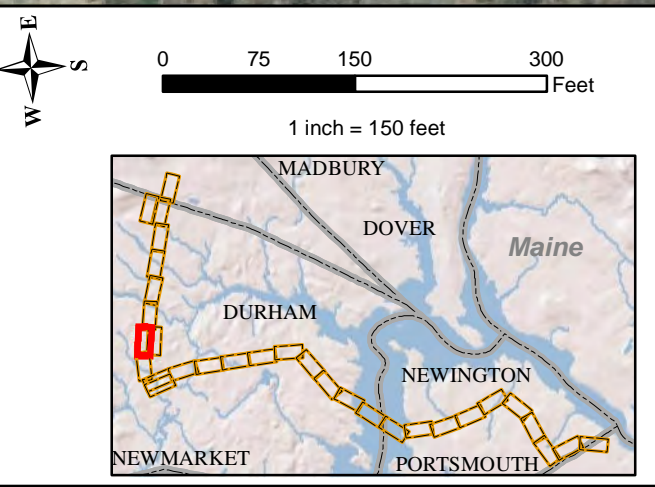 E
S
W
0 75 150 300
Feet
1 inch = 150 feet
MADBURY
DOVER
Maine
DURHAM
NEWINGTON
NEWMARKET
PORTSMOUTH